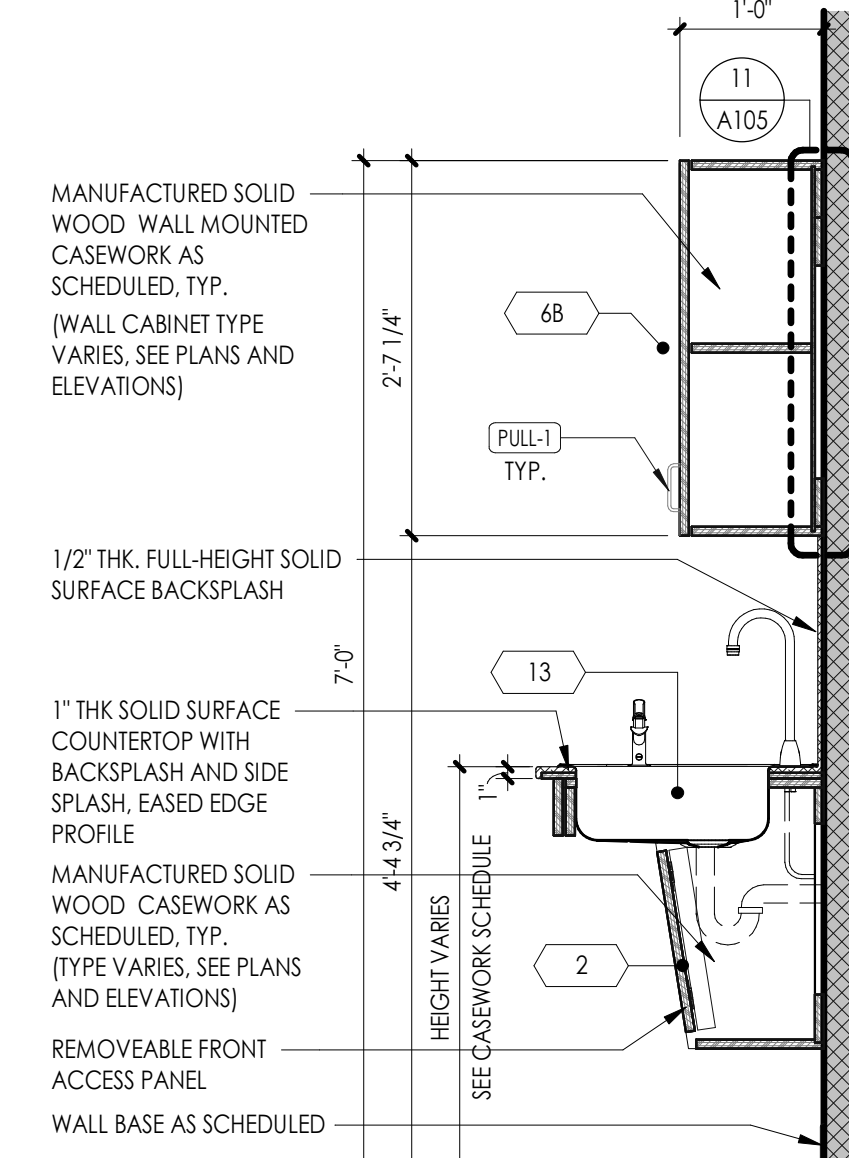 1'-0"
11
A105
MANUFACTURED SOLID
WOOD WALL MOUNTED
CASEWORK AS
SCHEDULED, TYP.
(WALL CABINET TYPE
VARIES, SEE PLANS AND
ELEVATIONS)
6B
2'-7 1/4"
PULL-1
TYP.
1/2" THK. FULL-HEIGHT SOLID
SURFACE BACKSPLASH
7'-0"
13
1" THK SOLID SURFACE
COUNTERTOP WITH
BACKSPLASH AND SIDE
SPLASH, EASED EDGE
PROFILE
1"
4'-4 3/4"
HEIGHT VARIES
SEE CASEWORK SCHEDULE
MANUFACTURED SOLID
WOOD CASEWORK AS
SCHEDULED, TYP.
(TYPE VARIES, SEE PLANS
AND ELEVATIONS)
2
REMOVEABLE FRONT
ACCESS PANEL
WALL BASE AS SCHEDULED